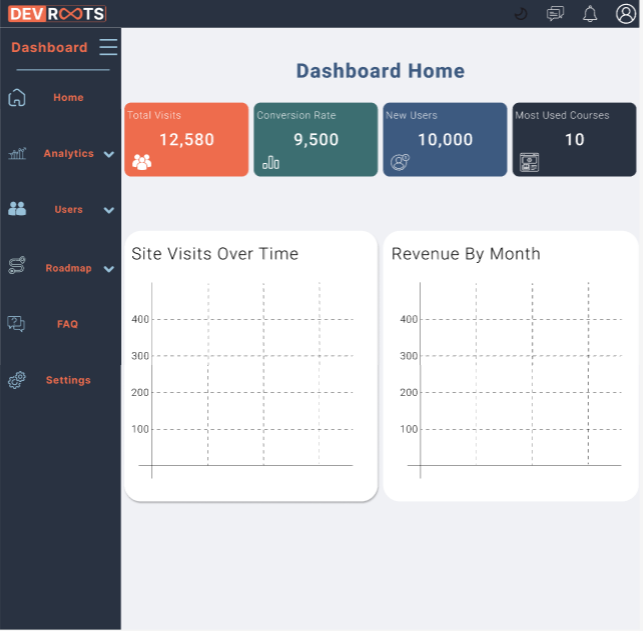 DEVROOTS
Dashboard
Home
Analytics
Users
Roadmap
FAQ
Settings
Dashboard Home
Total Visits
12,580
Conversion Rate
9,500
New Users
10,000
Most Used Courses
10
Site Visits Over Time
400
300
200
100
Revenue By Month
400
300
200
100